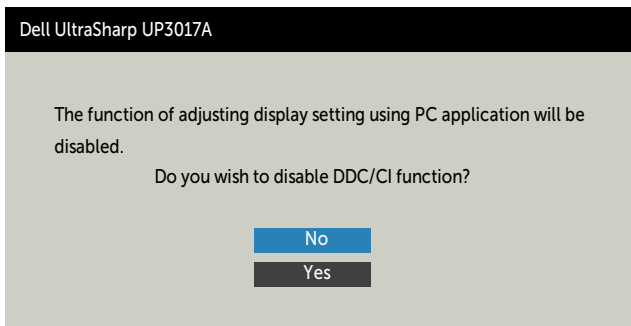 Dell UltraSharp UP3017A
The function of adjusting display setting using PC application will be
disabled.
Do you wish to disable DDC/CI function?
No
Yes